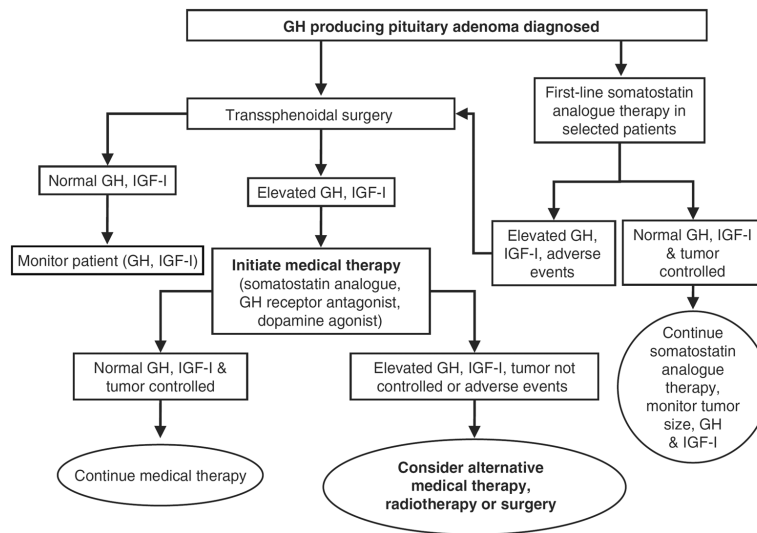 GH producing pituitary adenoma diagnosed
Transsphenoidal surgery
First-line somatostatin
analogue therapy in
selected patients
Normal GH, IGF-I
Elevated GH, IGF-I
Elevated GH,
IGF-I, adverse
events
Normal GH, IGF-I
& tumor
controlled
Monitor patient (GH, IGF-I)
Initiate medical therapy
(somatostatin analogue,
GH receptor antagonist,
dopamine agonist)
Continue
somatostatin
analogue
therapy,
monitor tumor
size, GH
& IGF-I
Normal GH, IGF-I &
tumor controlled
Elevated GH, IGF-I, tumor not
controlled or adverse events
Continue medical therapy
Consider alternative
medical therapy,
radiotherapy or surgery